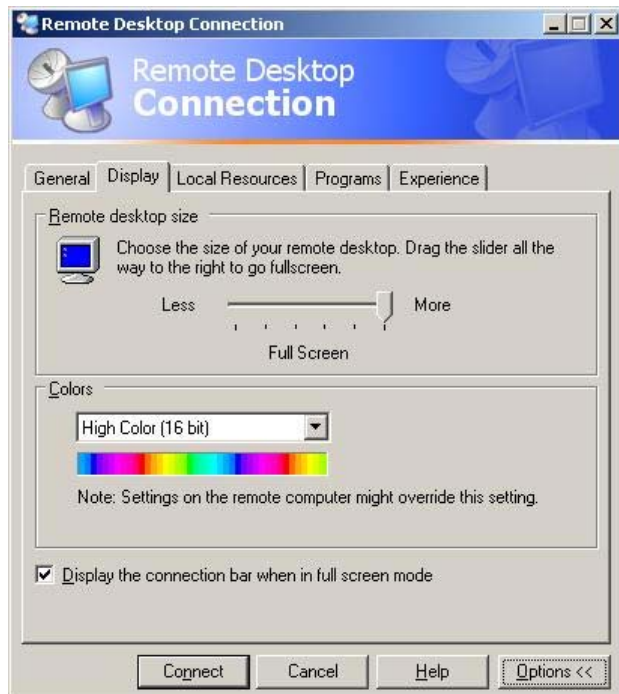 Remote Desktop Connection
Remote Desktop
Connection
General Display Local Resources Programs Experience
Remote desktop size
Choose the size of your remote desktop. Drag the slider all the
way to the right to go fullscreen.
Less More
Full Screen
Colors
High Color (16 bit)
Note: Settings on the remote computer might override this setting.
Display the connection bar when in full screen mode
Connect Cancel Help Options <<